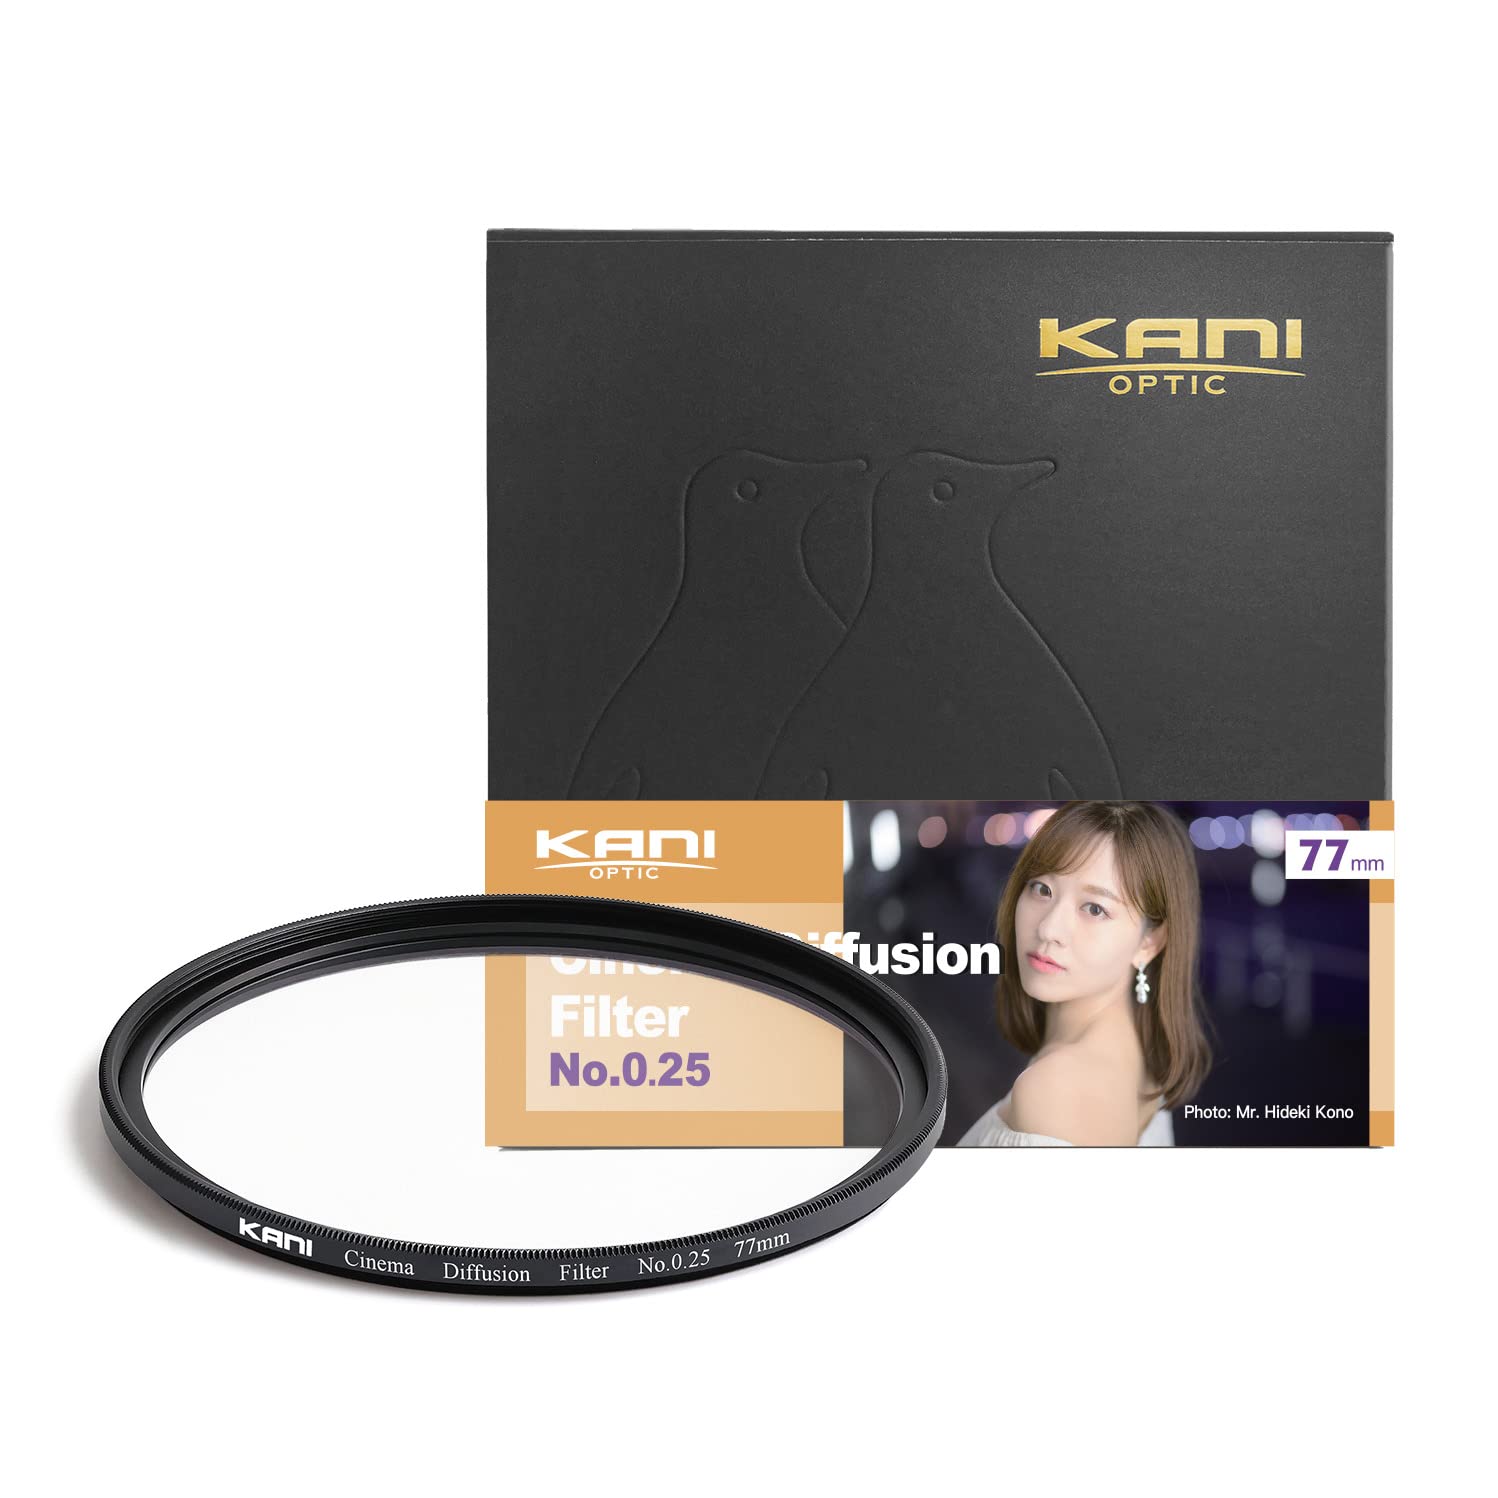 KANI
OPTIC
KANI
OPTIC
77mm
Diffusion
Filter
No.0.25
Photo: Mr. Hideki Kono
KANI Cinema Diffusion Filter No.0.25 77mm